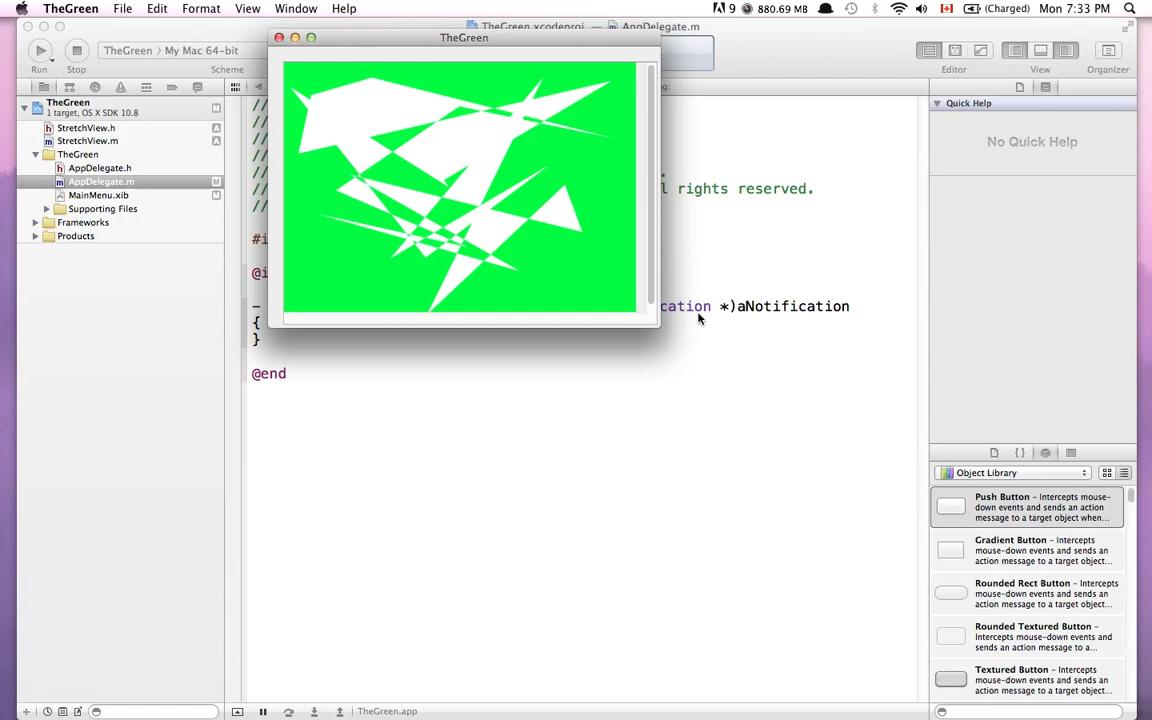 TheGreen File Edit Format View Window Help
9 880.69 MB (Charged) Mon 7:33 PM
TheGreen.xcodeproj — AppDelegate.m
TheGreen
TheGreen > My Mac 64-bit
Run Stop Scheme Editor View Organizer
TheGreen
1 target, OS X SDK 10.8
M
StretchView.h A
StretchView.m A
TheGreen
AppDelegate.h
AppDelegate.m M
MainMenu.xib M
Supporting Files
Frameworks
Products
//
//
//
//
//
// l rights reserved.
//
#i
@i
- cation *)aNotification
{
}
@end
Quick Help
No Quick Help
Object Library
Push Button – Intercepts mouse-
down events and sends an
action message to a target object when...
Gradient Button – Intercepts
mouse-down events and sends an
action message to a target object...
Rounded Rect Button – Intercepts
mouse-down events and sends an
action message to a target object...
Rounded Textured Button –
Intercepts mouse-down events and
sends an action message to a...
Textured Button – Intercepts
mouse-down events and sends an
action message to a target object...
TheGreen.app